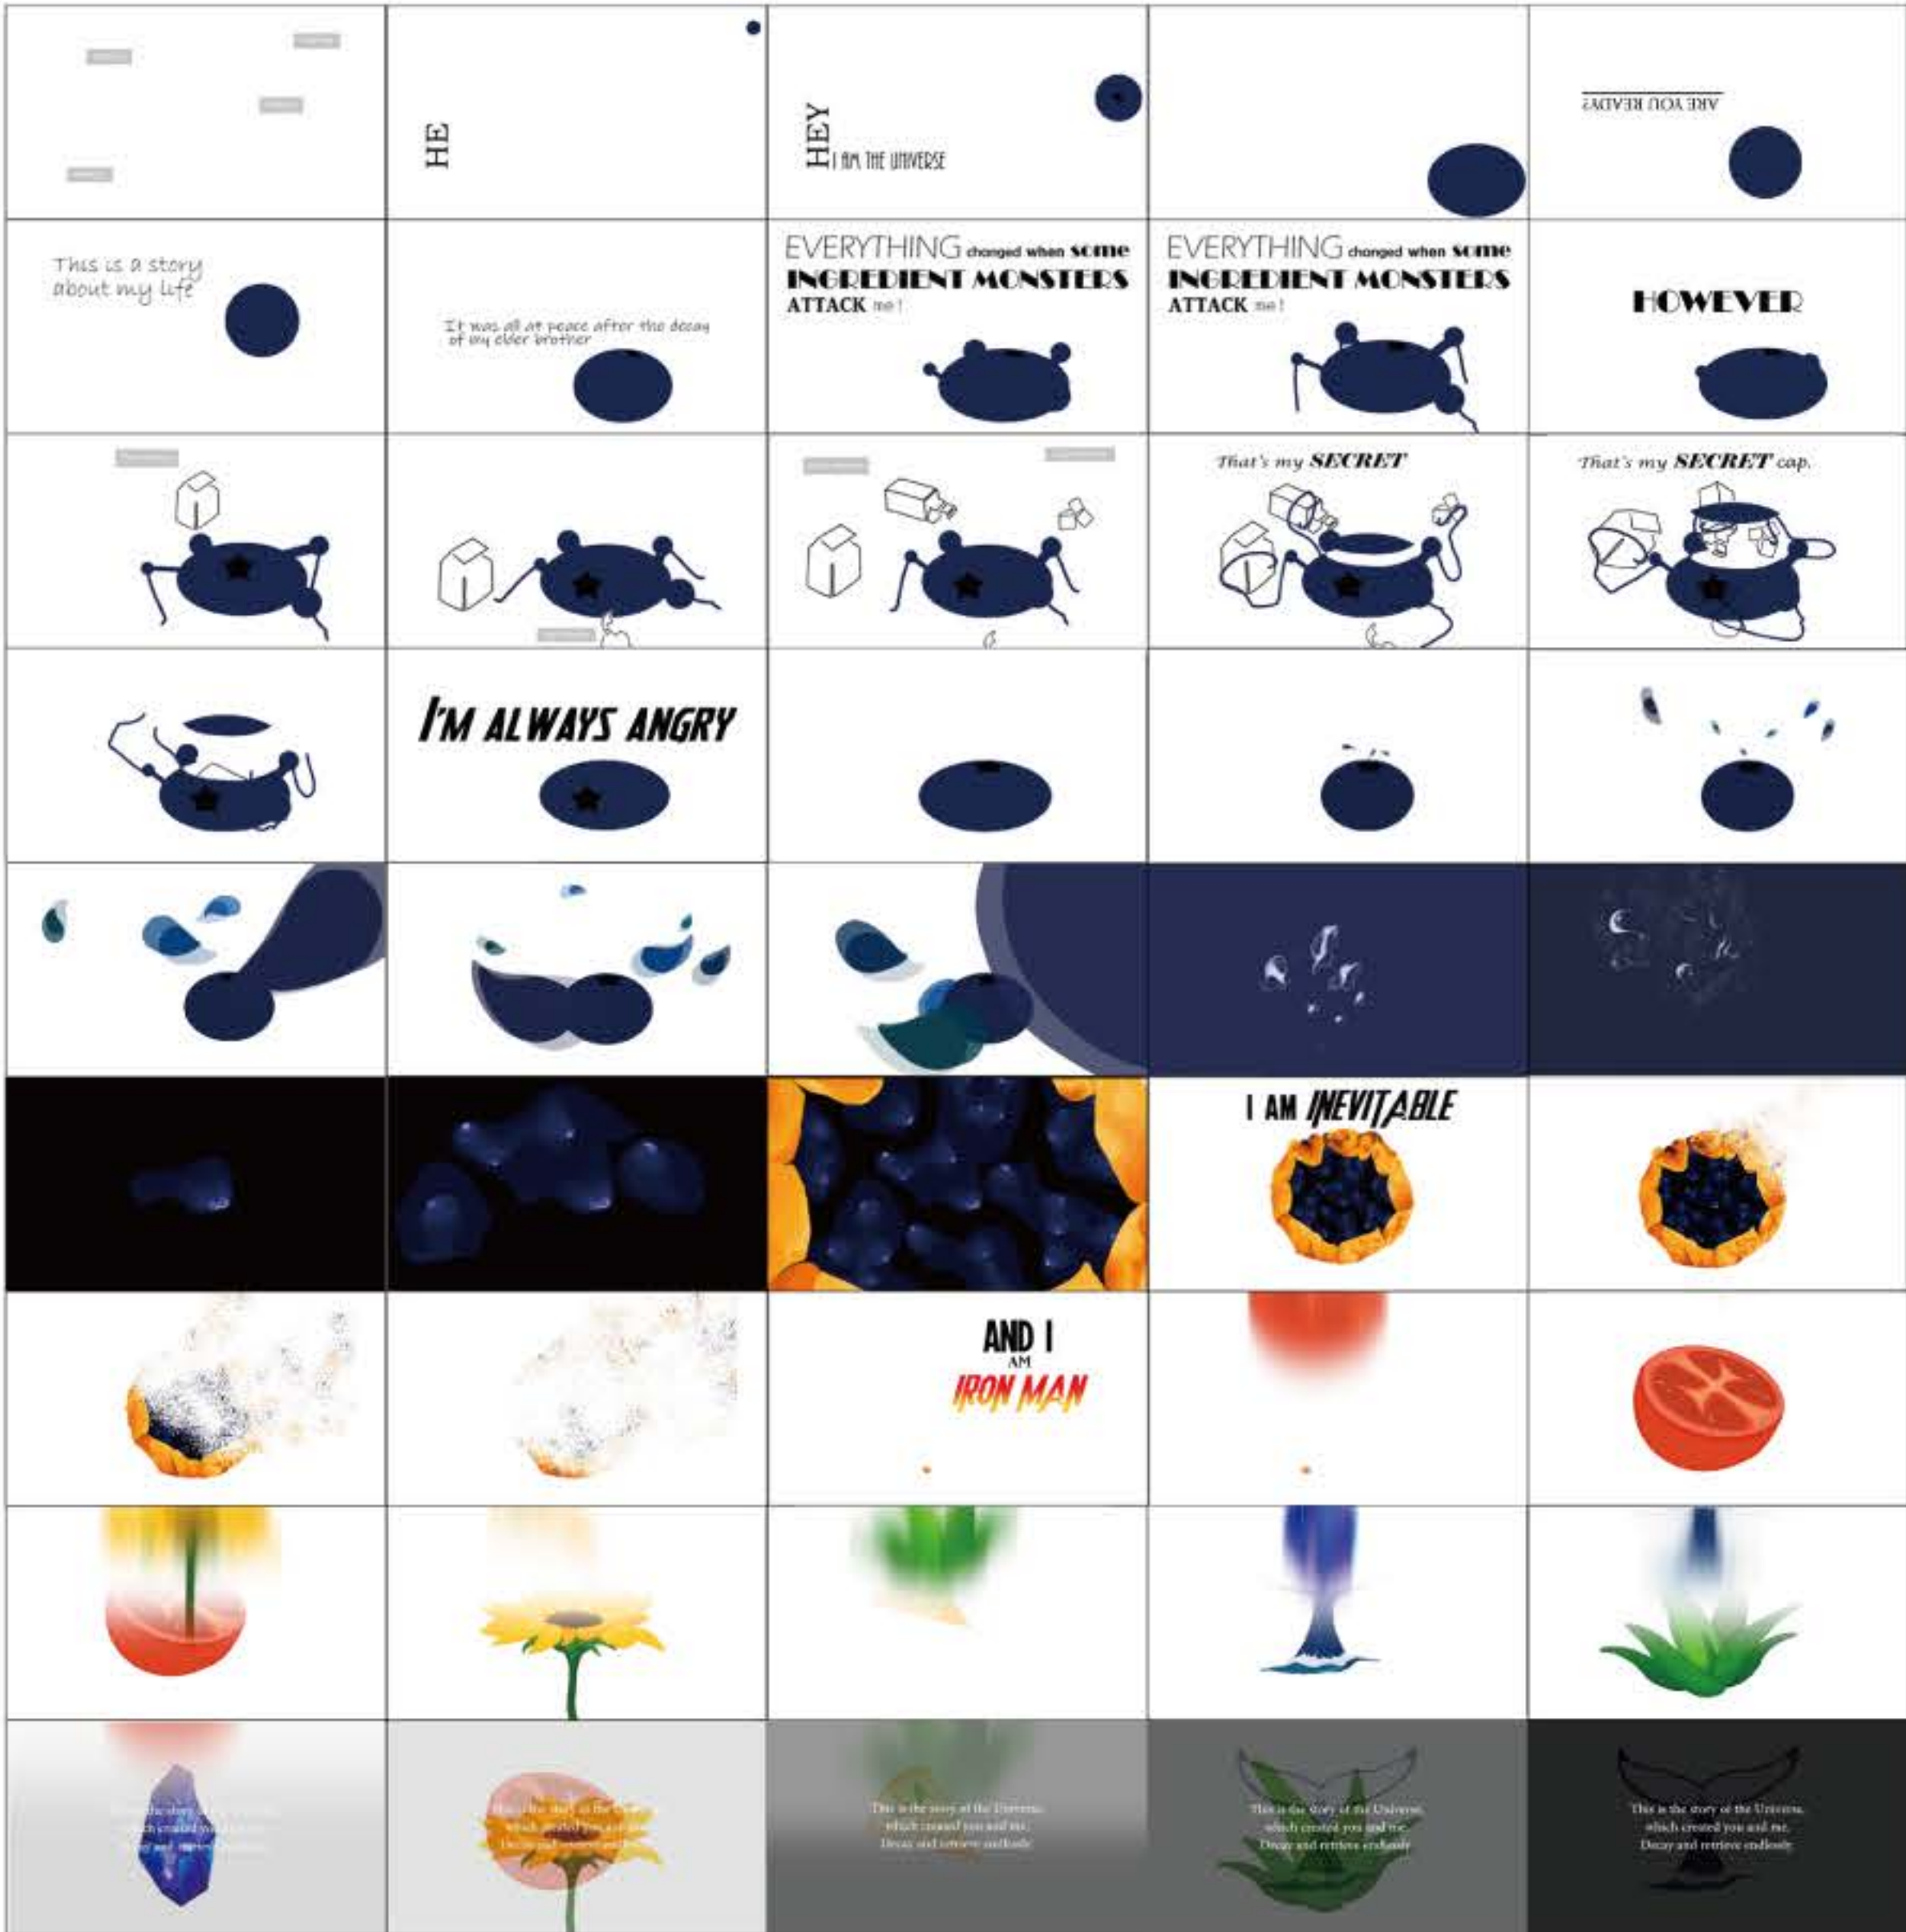 HE
HEY
I AM THE UNIVERSE
ARE YOU READY?
This is a story
about my life
It was all at peace after the decay
of my elder brother
EVERYTHING changed when some
INGREDIENT MONSTERS
ATTACK me!
EVERYTHING changed when some
INGREDIENT MONSTERS
ATTACK me!
HOWEVER
That's my SECRET
That's my SECRET cap.
I'M ALWAYS ANGRY
I AM INEVITABLE
AND I
AM
IRON MAN
the story
This is the story of the Universe,
which created you and me.
Decay and retrieve endlessly.
This is the story of the Universe,
which created you and me.
Decay and retrieve endlessly.
This is the story of the Universe,
which created you and me.
Decay and retrieve endlessly.